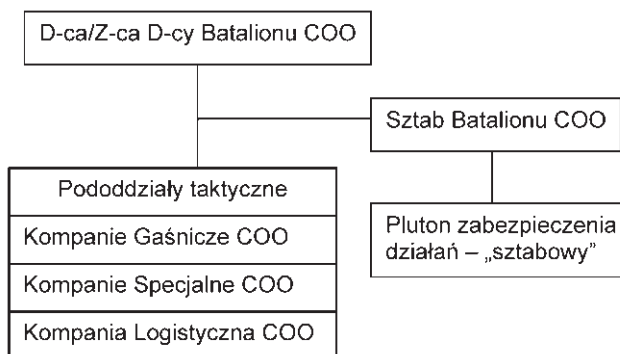 D-ca/Z-ca D-cy Batalionu COO
Sztab Batalionu COO
Pododdziały taktyczne
Kompanie Gaśnicze COO
Kompanie Specjalne COO
Kompania Logistyczna COO
Pluton zabezpieczenia
działań – „sztabowy”